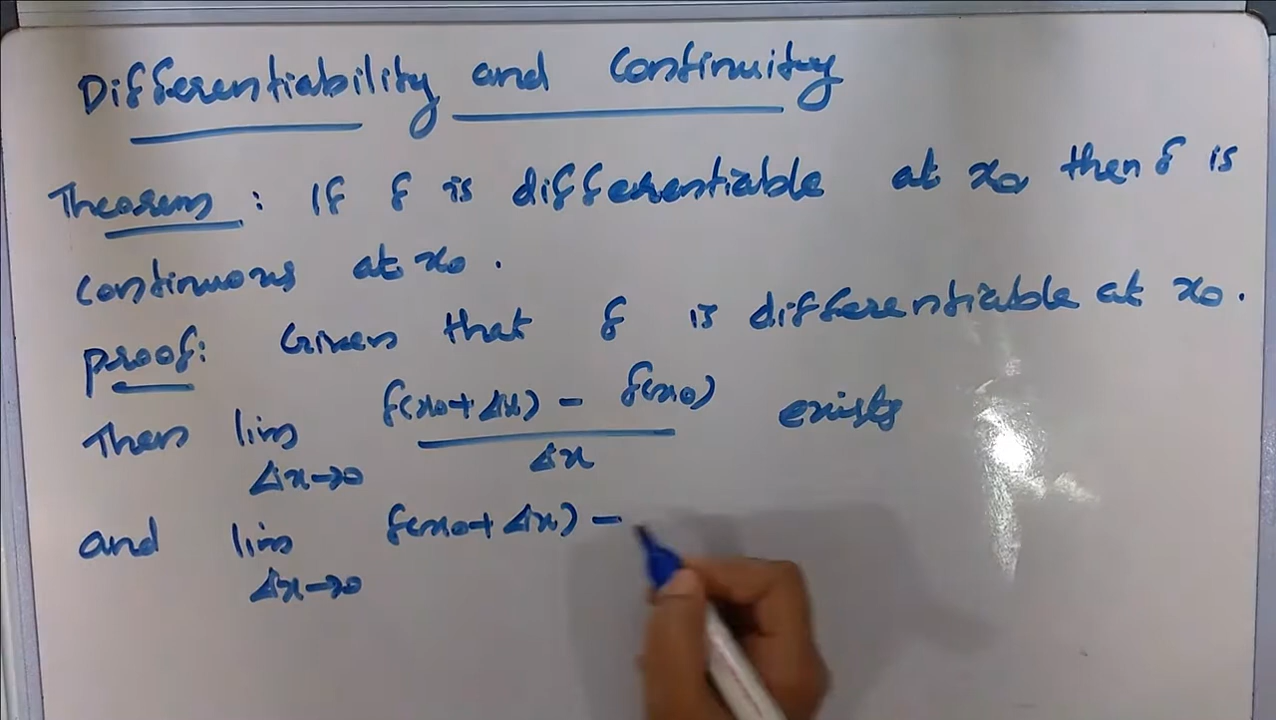 Differentiability and Continuity
Theorem : If f is differentiable at x₀ then f is
continuous at x₀ .
proof: Given that f is differentiable at x₀ .
Then lim f(x₀+Δx) - f(x₀) exists
Δx→0 Δx
and lim f(x₀+Δx) -
Δx→0